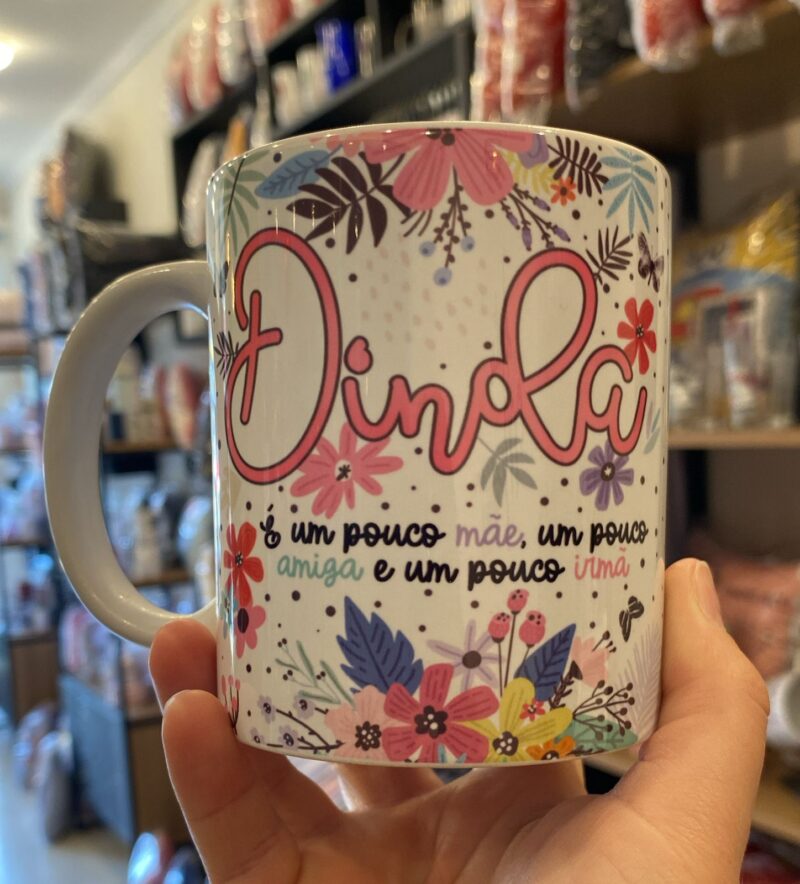 Dinda
É um pouco mãe, um pouco
amiga e um pouco irmã